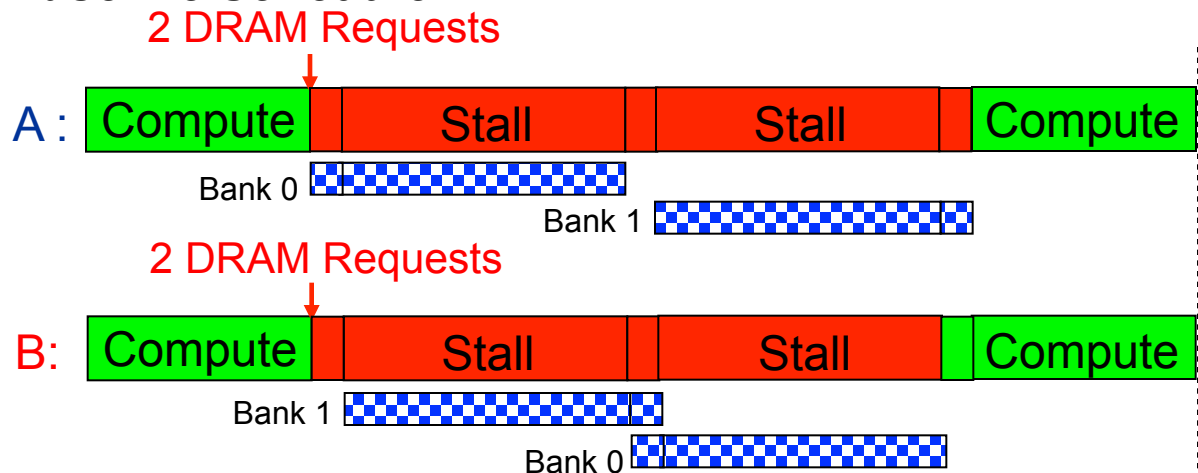 2 DRAM Requests
A : Compute Stall Stall Compute
Bank 0
Bank 1
2 DRAM Requests
B: Compute Stall Stall Compute
Bank 1
Bank 0